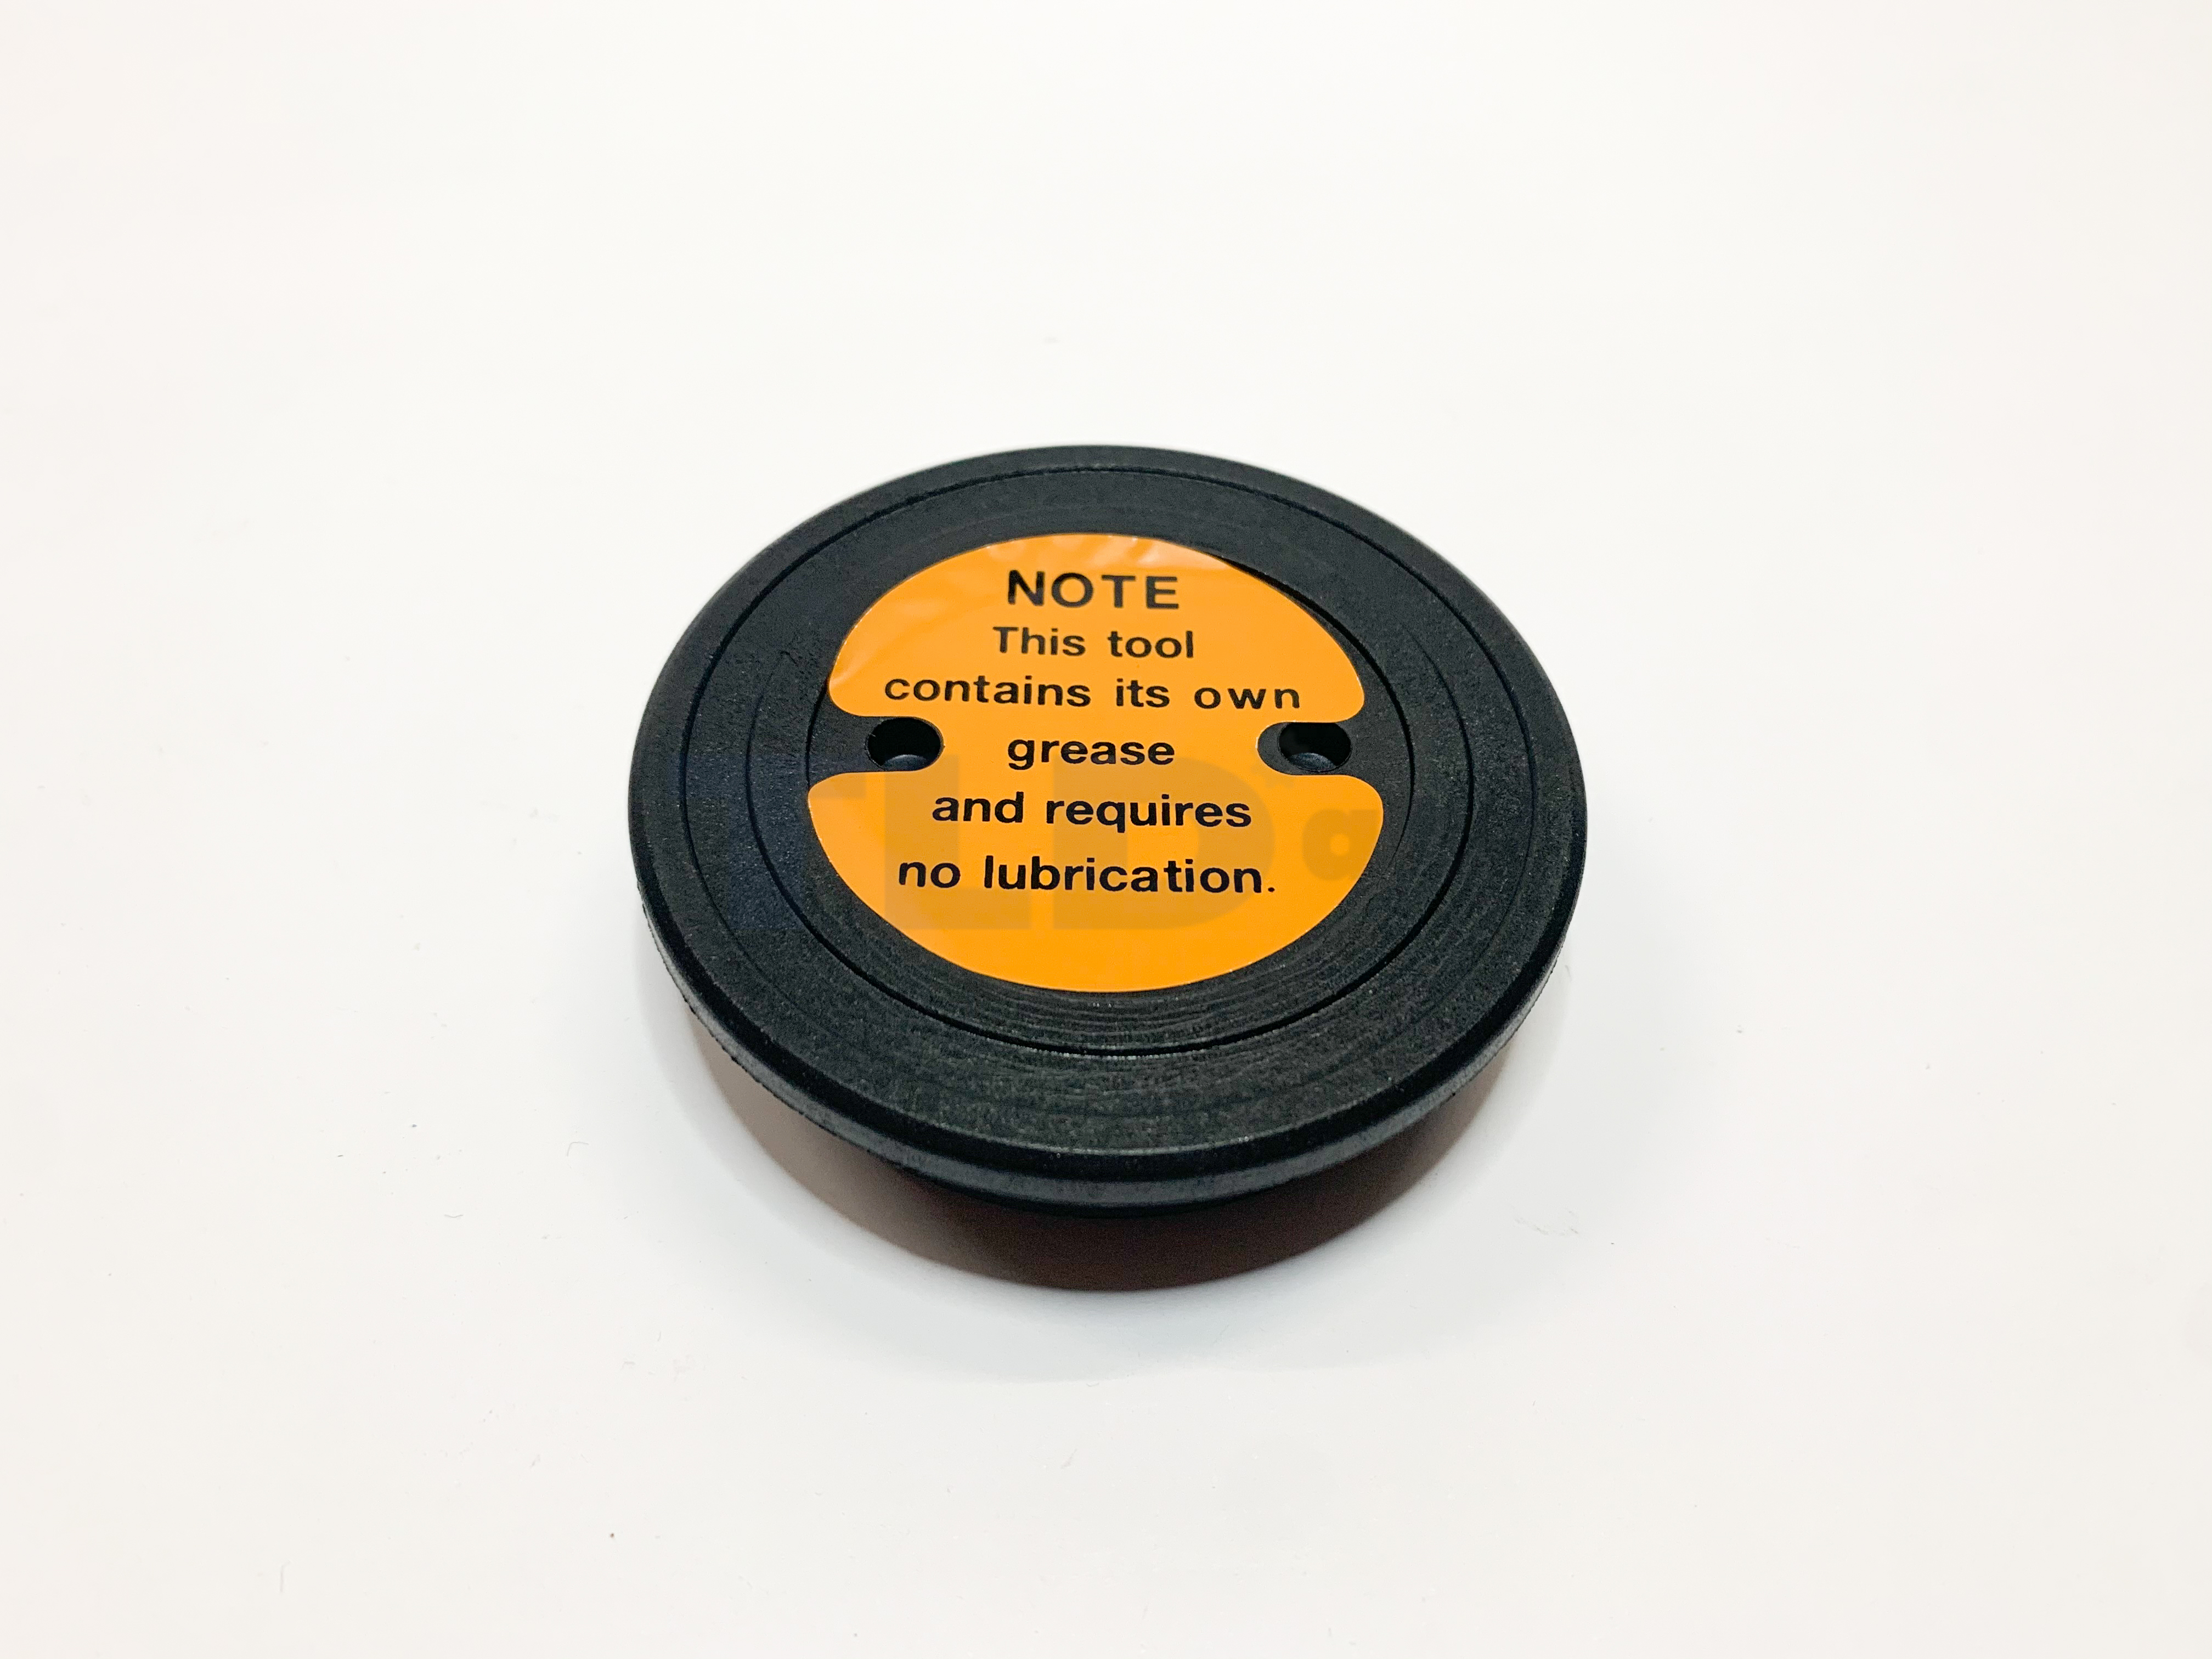 NOTE
This tool
contains its own
grease
and requires
no lubrication.